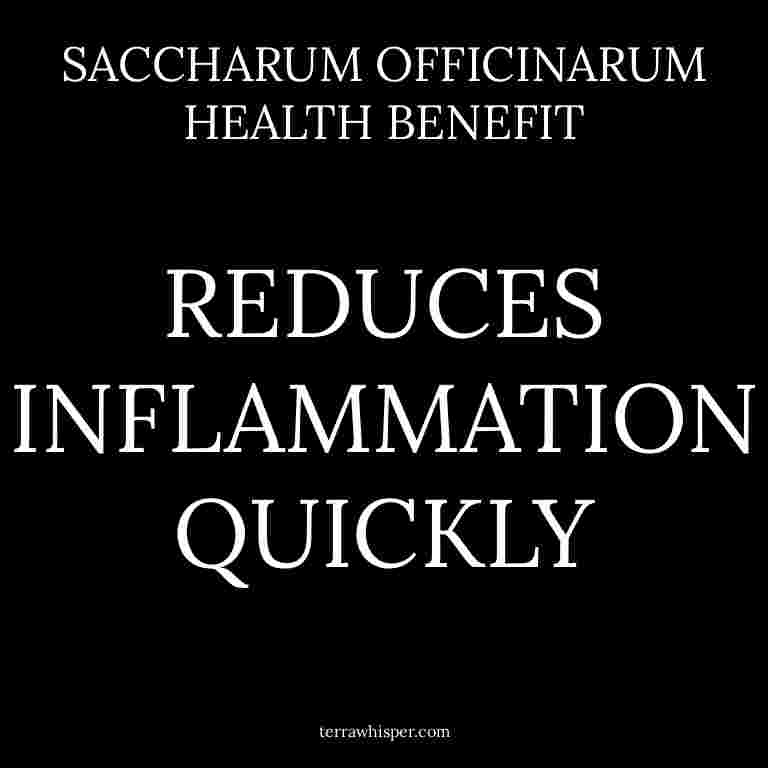 SACCHARUM OFFICINARUM
HEALTH BENEFIT
REDUCES
INFLAMMATION
QUICKLY
terrawhisper.com